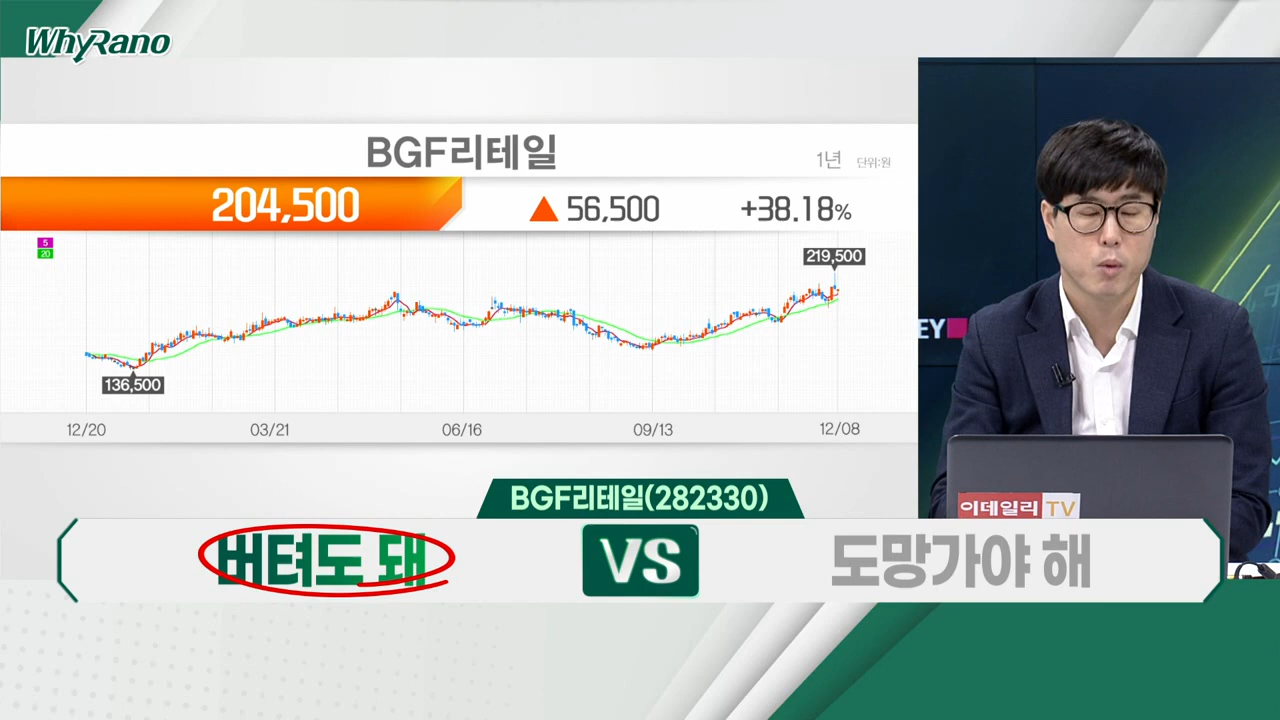 WhyRano
BGF리테일
1년 단위:원
204,500 ▲ 56,500 +38.18%
5
20
219,500
136,500
12/20 03/21 06/16 09/13 12/08
EY
이데일리 TV
BGF리테일(282330)
버텨도 돼 VS 도망가야 해